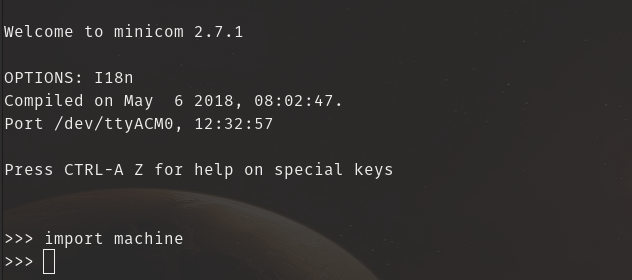 Welcome to minicom 2.7.1
OPTIONS: I18n
Compiled on May  6 2018, 08:02:47.
Port /dev/ttyACM0, 12:32:57
Press CTRL-A Z for help on special keys
>>> import machine
>>>